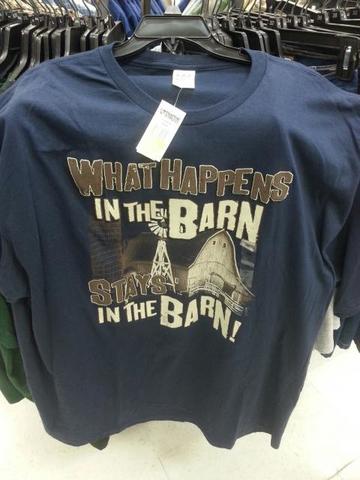 WHAT HAPPENS
IN THE BARN
STAYS
IN THE BARN!